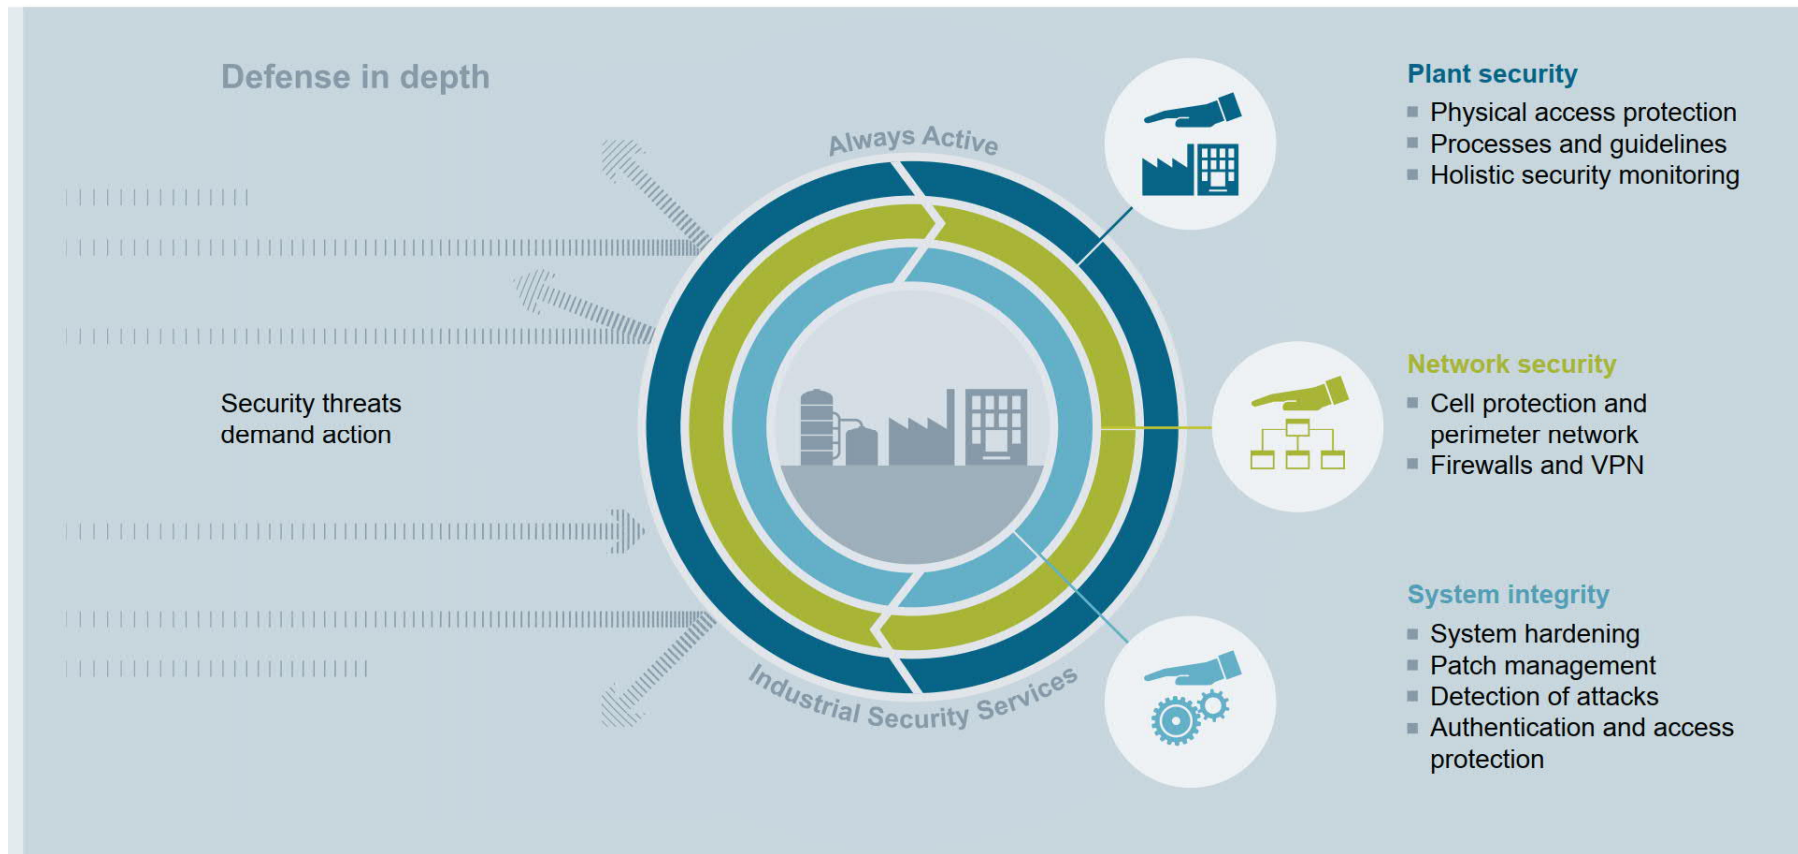 Defense in depth
Always Active
Security threats
demand action
Industrial Security Services
Plant security
Physical access protection
Processes and guidelines
Holistic security monitoring
Network security
Cell protection and
perimeter network
Firewalls and VPN
System integrity
System hardening
Patch management
Detection of attacks
Authentication and access
protection